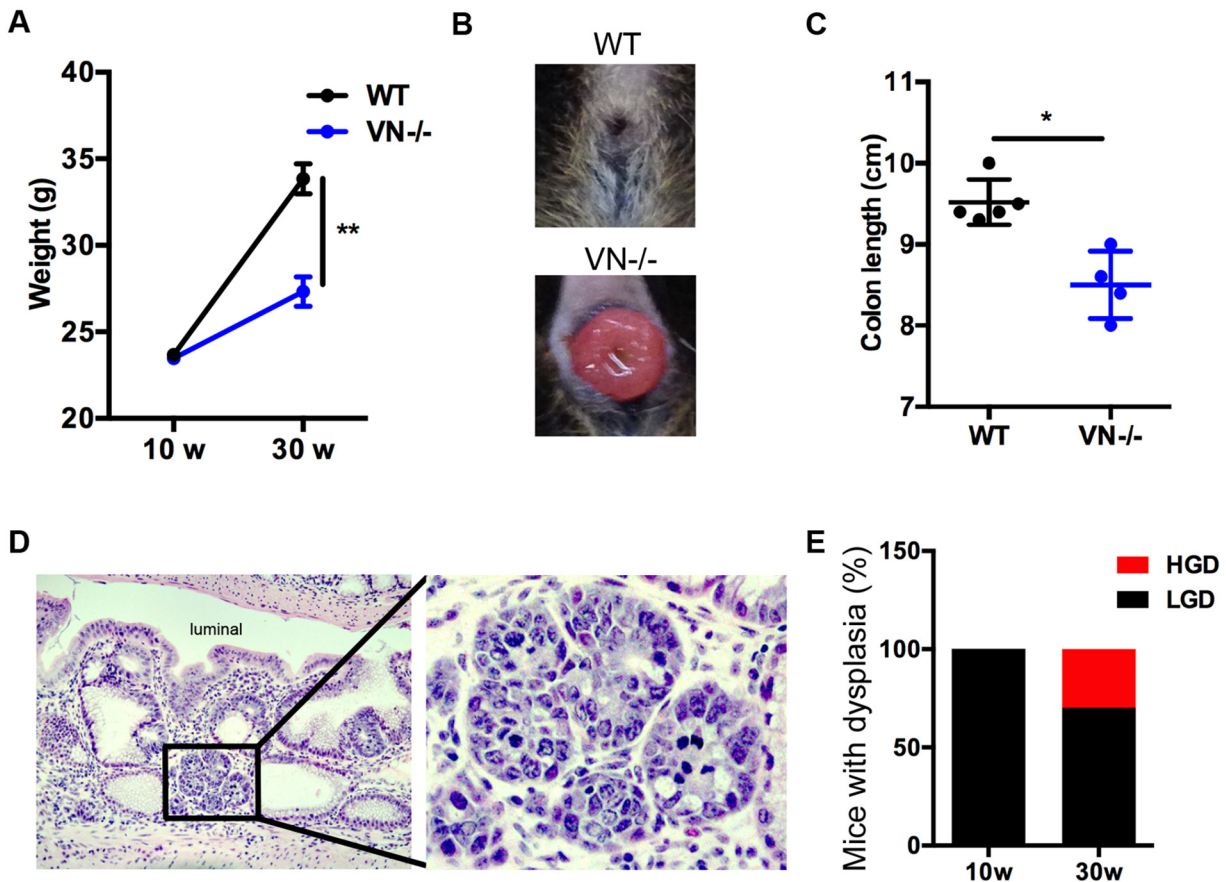 A
40
35
30
25
20
Weight (g)
WT
VN-/-
**
10 w
30 w
B
WT
VN-/-
C
11
10
9
8
7
Colon length (cm)
*
WT
VN-/-
D
luminal
E
150
100
50
0
Mice with dysplasia (%)
HGD
LGD
10w
30w